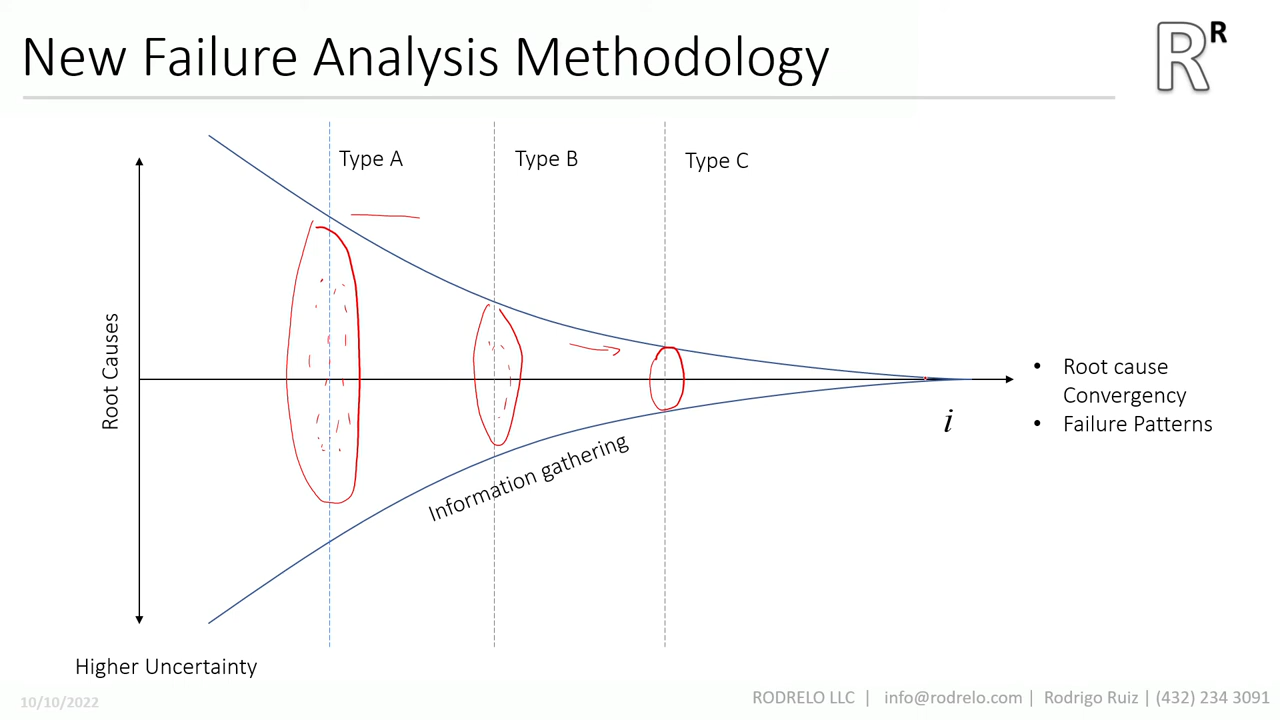 New Failure Analysis Methodology
R R
Type A
Type B
Type C
Root Causes
i
• Root cause
Convergency
• Failure Patterns
Information gathering
Higher Uncertainty
10/10/2022
RODRELO LLC | info@rodrelo.com | Rodrigo Ruiz | (432) 234 3091